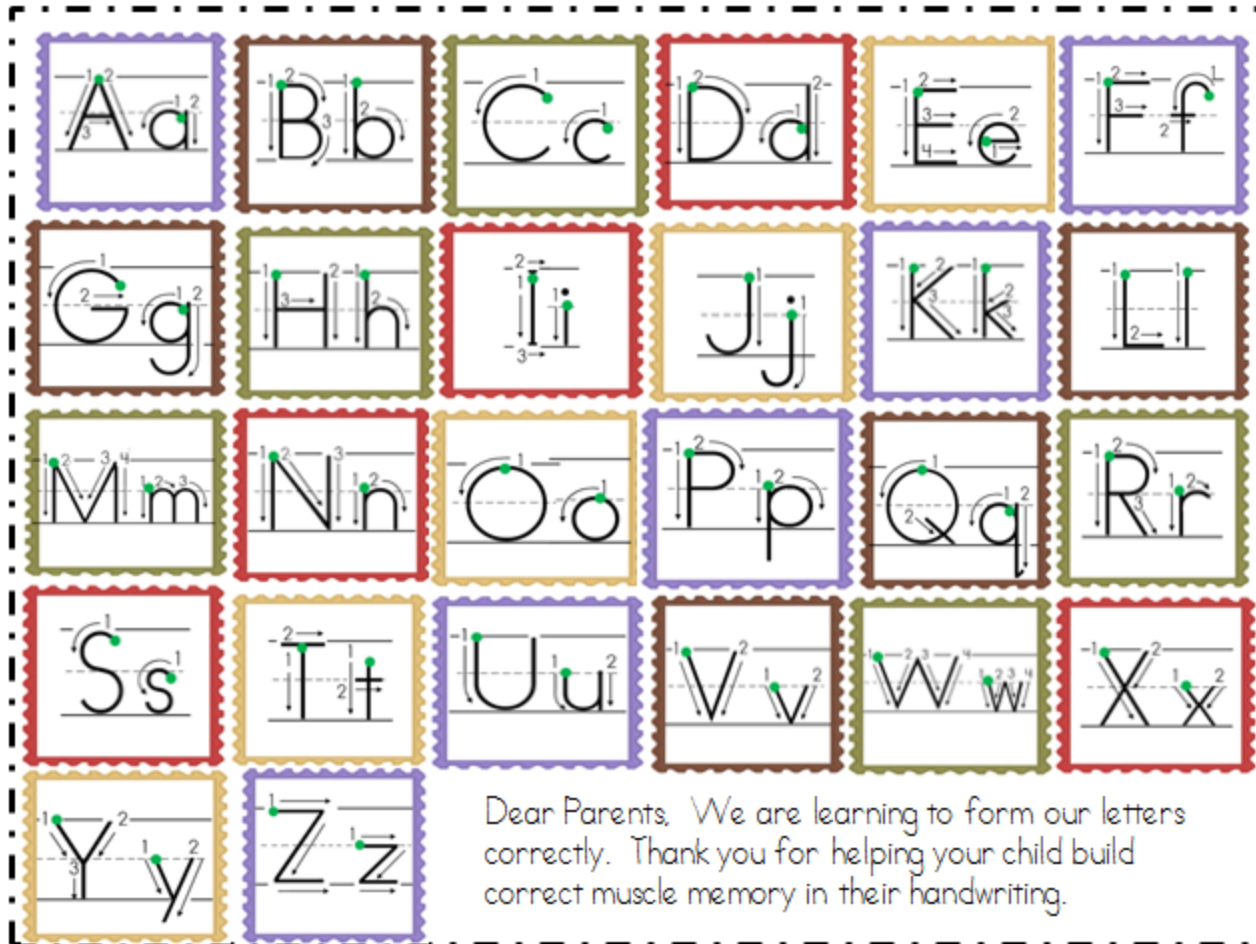 Aa Bb Cc Dd Ee Ff
Gg Hh Ii Jj Kk Ll
Mm Nn Oo Pp Qq Rr
Ss Tt Uu Vv Ww Xx
Yy Zz
Dear Parents, We are learning to form our letters
correctly. Thank you for helping your child build
correct muscle memory in their handwriting.